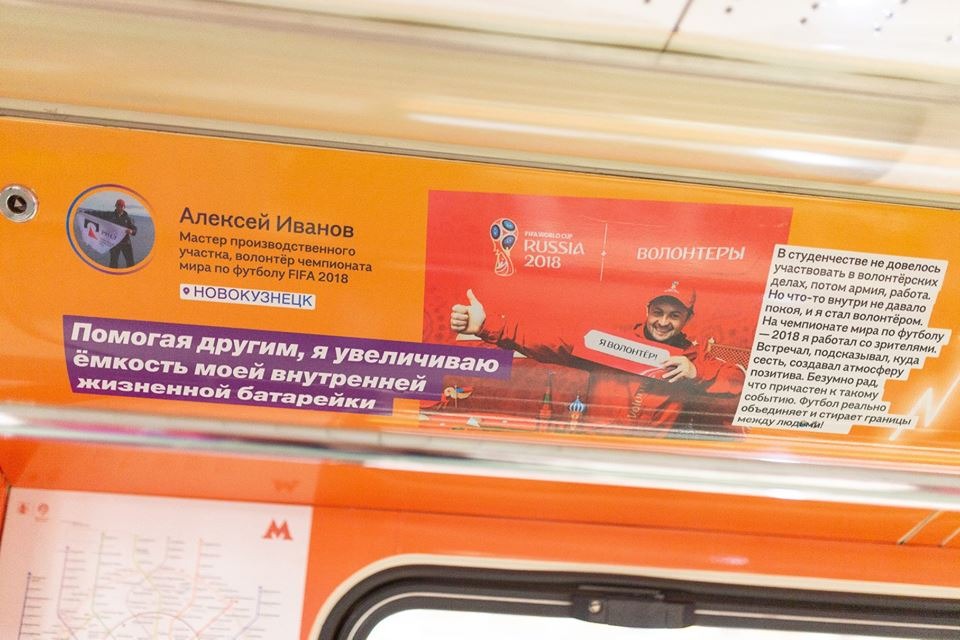 Алексей Иванов
Мастер производственного
участка, волонтёр чемпионата
мира по футболу FIFA 2018
НОВОКУЗНЕЦК
Помогая другим, я увеличиваю
ёмкость моей внутренней
жизненной батарейки
FIFA WORLD CUP
RUSSIA
2018
ВОЛОНТЕРЫ
Я ВОЛОНТЁР!
В студенчестве не довелось
участвовать в волонтёрских
делах, потом армия, работа.
Но что-то внутри не давало
покоя, и я стал волонтёром.
На чемпионате мира по футболу
— 2018 я работал со зрителями.
Встречал, подсказывал, куда
сесть, создавал атмосферу
позитива. Безумно рад,
что причастен к такому
событию. Футбол реально
объединяет и стирает границы
между людьми!
М